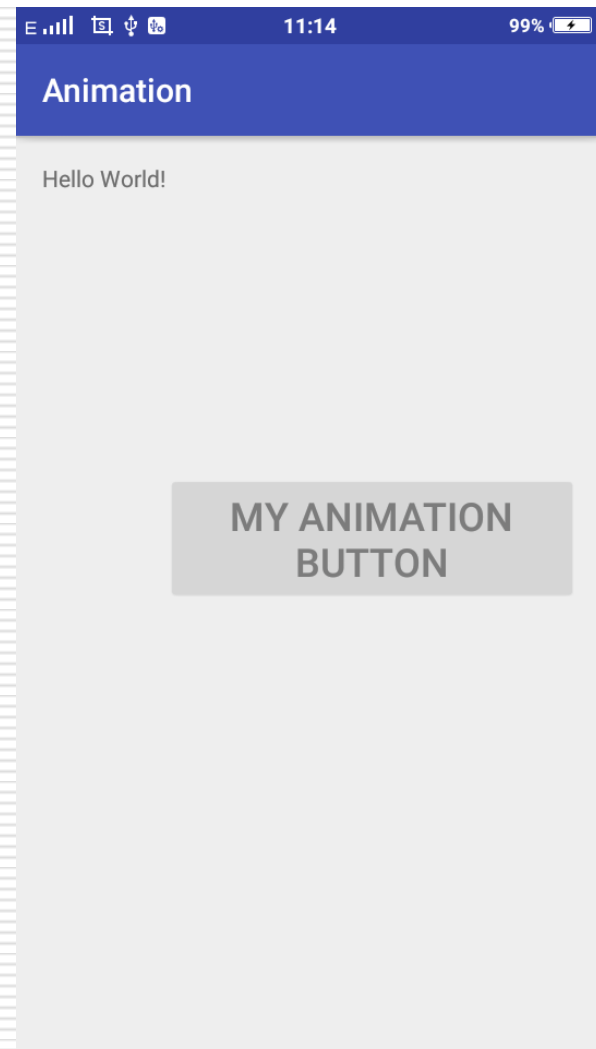 E 11:14 99%
Animation
Hello World!
MY ANIMATION
BUTTON